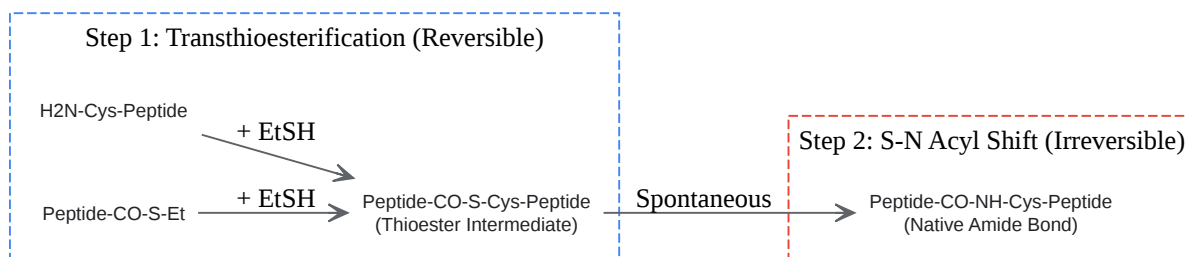 Step 1: Transthioesterification (Reversible)
H2N-Cys-Peptide
+ EtSH
Step 2: S-N Acyl Shift (Irreversible)
+ EtSH
Peptide-CO-S-Et
Peptide-CO-S-Cys-Peptide
(Thioester Intermediate)
Spontaneous
Peptide-CO-NH-Cys-Peptide
(Native Amide Bond)